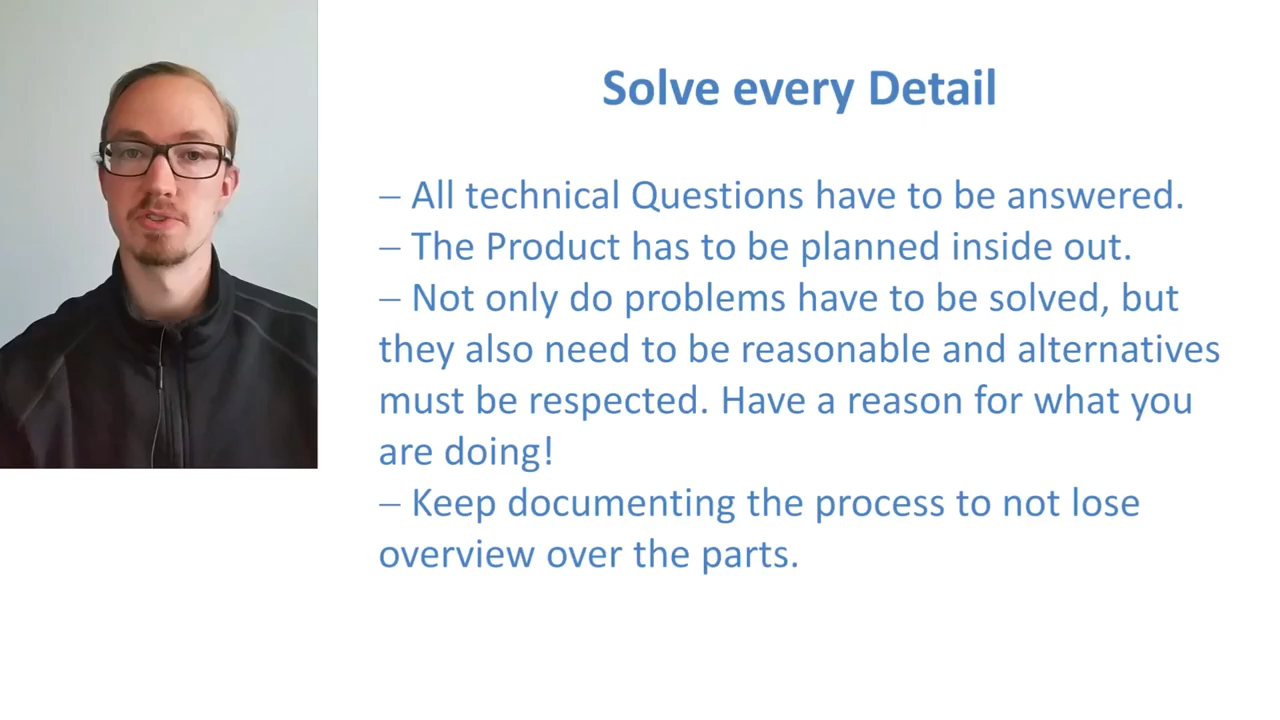 Solve every Detail
– All technical Questions have to be answered.
– The Product has to be planned inside out.
– Not only do problems have to be solved, but
they also need to be reasonable and alternatives
must be respected. Have a reason for what you
are doing!
– Keep documenting the process to not lose
overview over the parts.